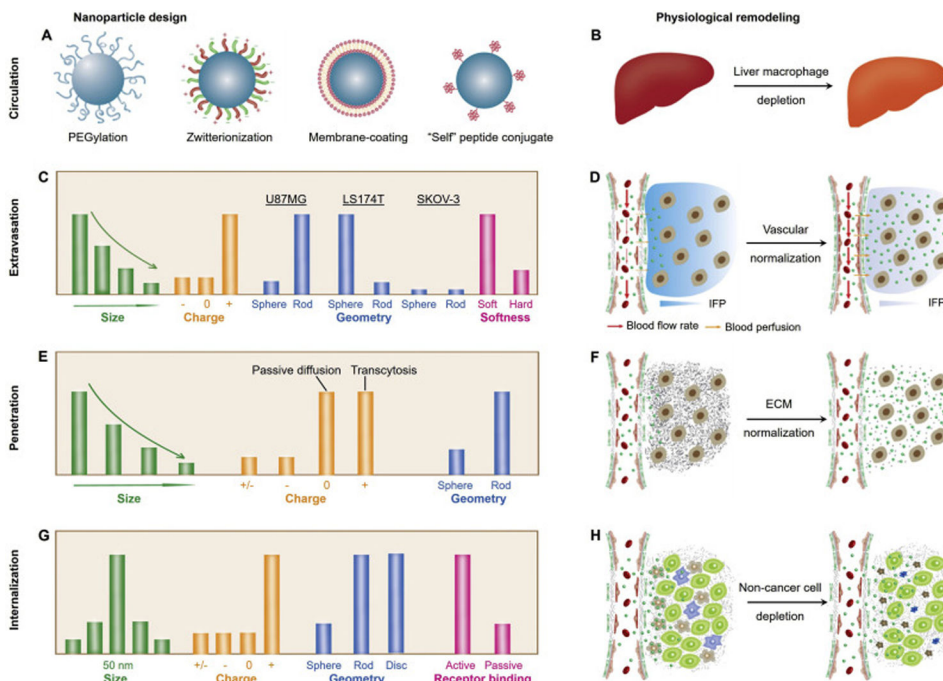 Nanoparticle design
Physiological remodeling
Circulation
A
PEGylation
Zwitterionization
Membrane-coating
"Self" peptide conjugate
B
Liver macrophage
depletion
Extravasation
C
U87MG
LS174T
SKOV-3
- 0 +
Sphere Rod
Sphere Rod
Sphere Rod
Soft Hard
Size
Charge
Geometry
Softness
D
Vascular
normalization
IFP
IFP
Blood flow rate
Blood perfusion
Penetration
E
Passive diffusion
Transcytosis
+/- - 0 +
Sphere Rod
Size
Charge
Geometry
F
ECM
normalization
Internalization
G
50 nm
+/- - 0 +
Sphere Rod Disc
Active Passive
Size
Charge
Geometry
Receptor binding
H
Non-cancer cell
depletion